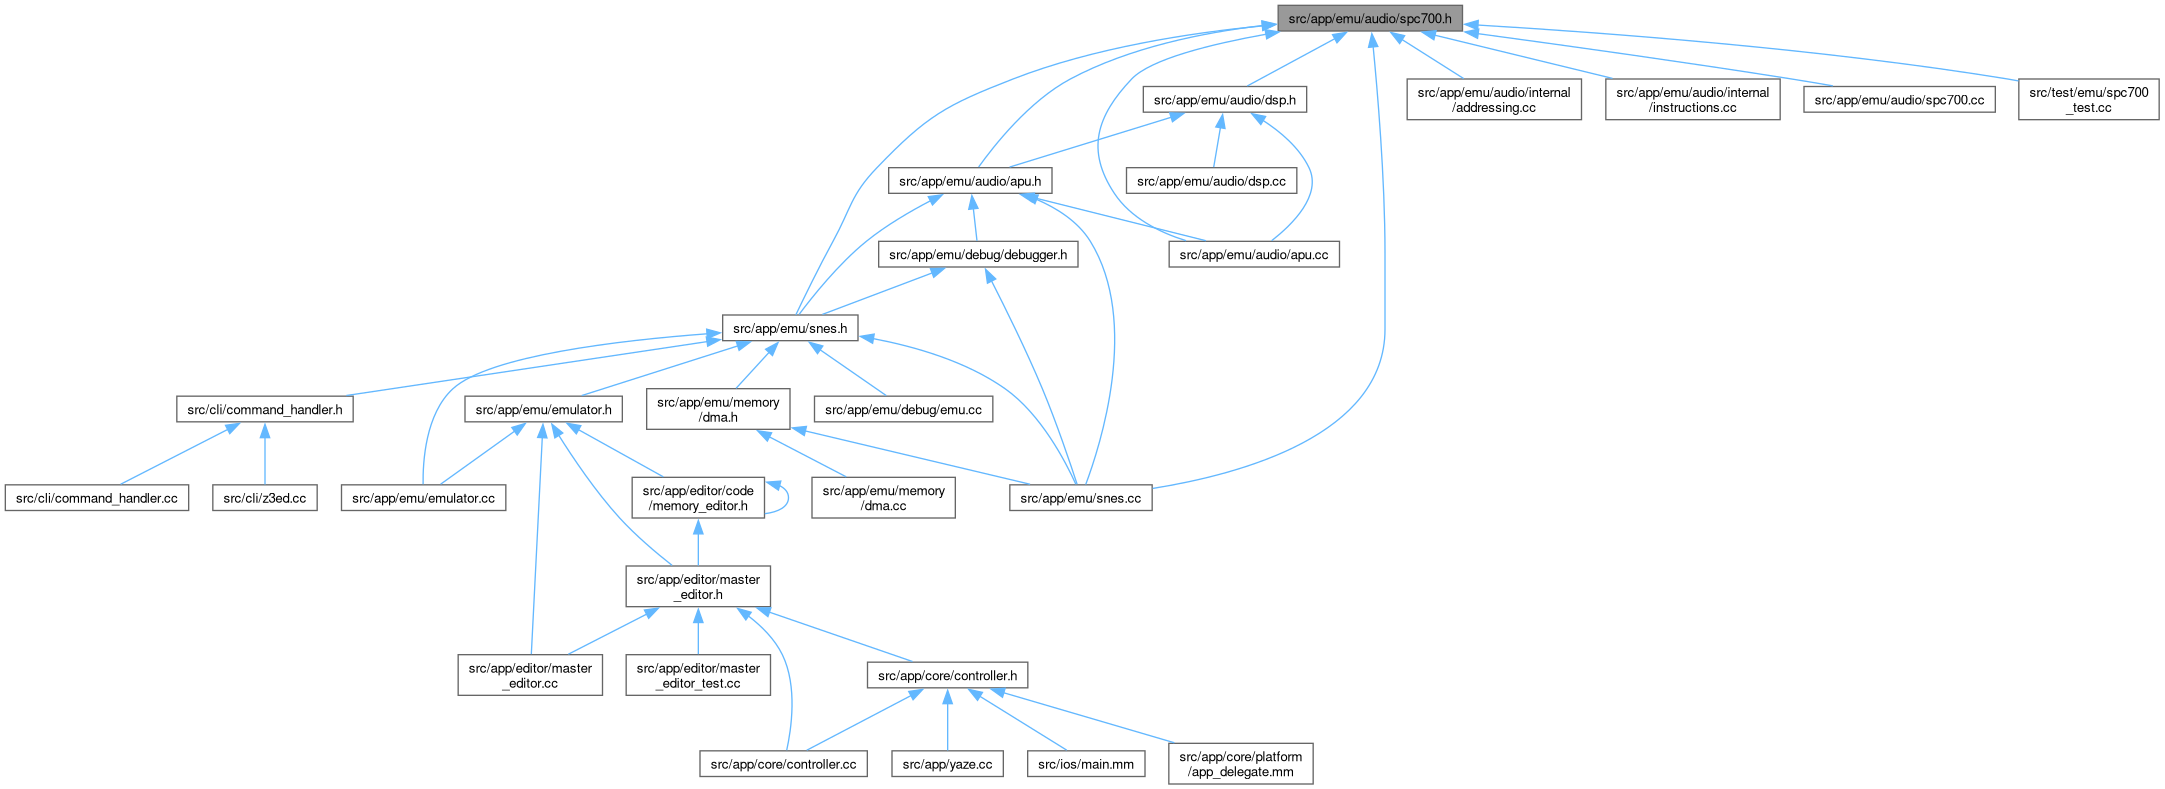 src/app/emu/audio/spc700.h
src/app/emu/audio/dsp.h
src/app/emu/audio/internal
/addressing.cc
src/app/emu/audio/internal
/instructions.cc
src/app/emu/audio/spc700.cc
src/test/emu/spc700
_test.cc
src/app/emu/audio/apu.h
src/app/emu/audio/dsp.cc
src/app/emu/debug/debugger.h
src/app/emu/audio/apu.cc
src/app/emu/snes.h
src/cli/command_handler.h
src/app/emu/emulator.h
src/app/emu/memory
/dma.h
src/app/emu/debug/emu.cc
src/cli/command_handler.cc
src/cli/z3ed.cc
src/app/emu/emulator.cc
src/app/editor/code
/memory_editor.h
src/app/emu/memory
/dma.cc
src/app/emu/snes.cc
src/app/editor/master
_editor.h
src/app/editor/master
_editor.cc
src/app/editor/master
_editor_test.cc
src/app/core/controller.h
src/app/core/controller.cc
src/app/yaze.cc
src/ios/main.mm
src/app/core/platform
/app_delegate.mm